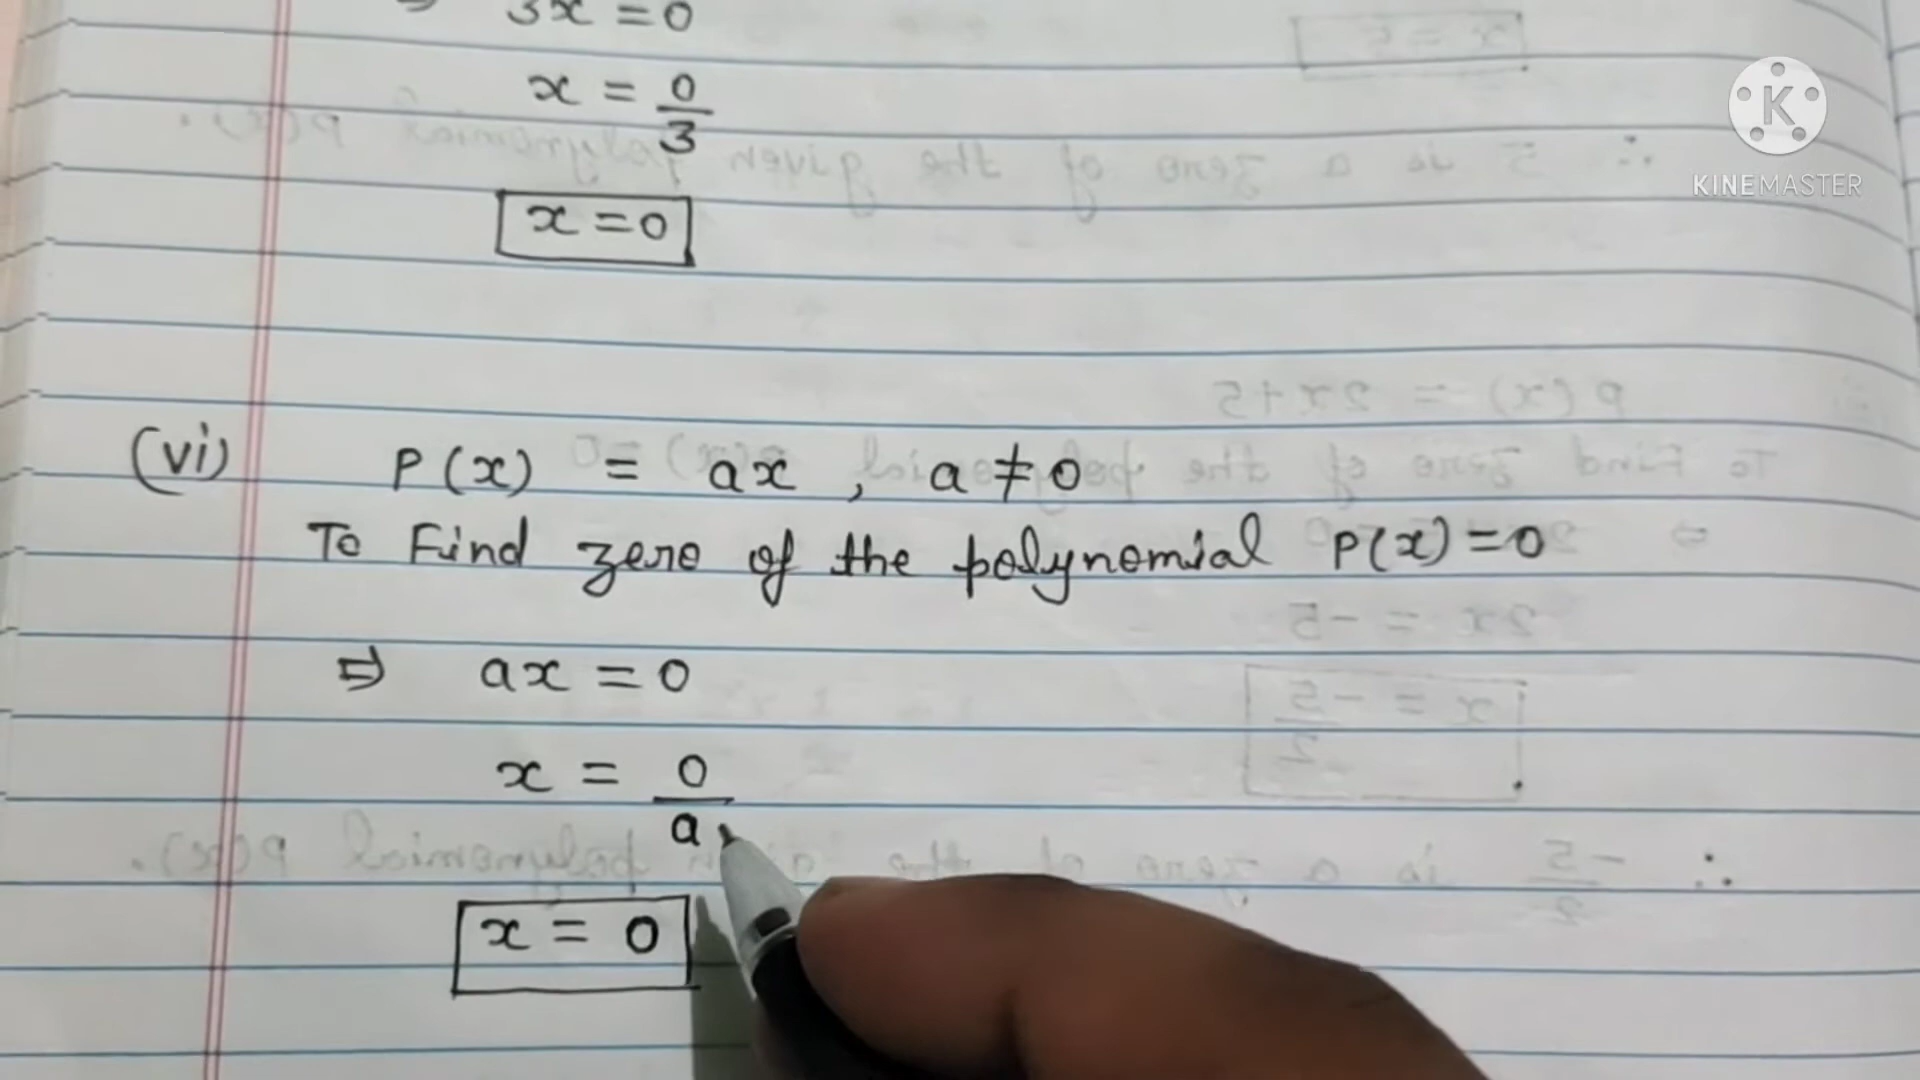 ⇒ 3x = 0
x = 0/3
x = 0
(vi) P(x) = ax , a ≠ 0
To Find zero of the polynomial P(x) = 0
⇒ ax = 0
x = 0/a
x = 0
KINEMASTER